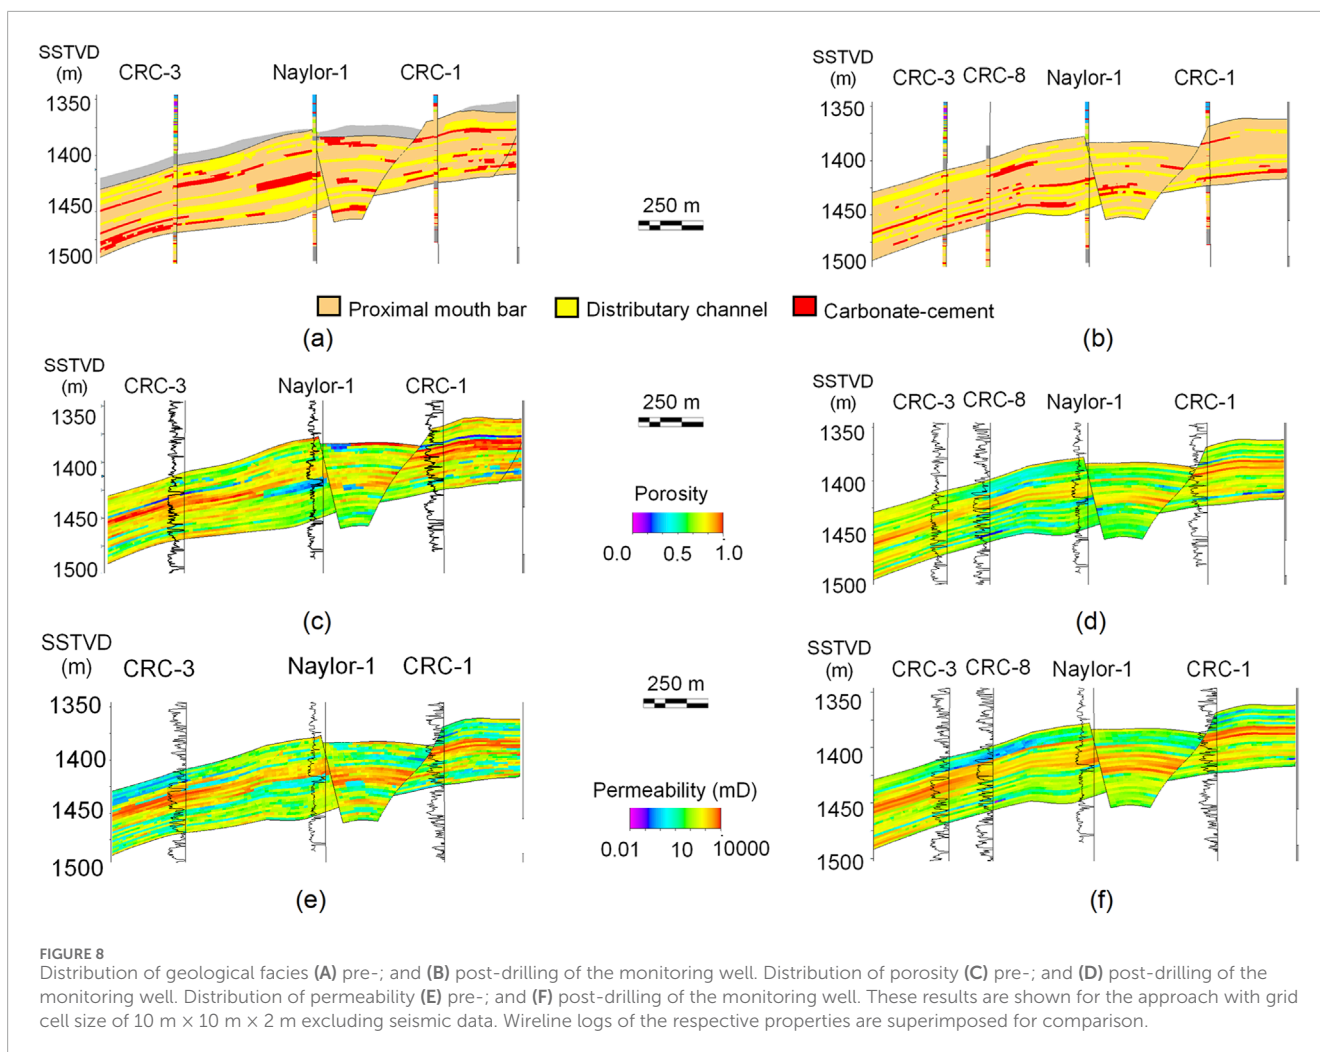 SSTVD
(m)
CRC-3
Naylor-1
CRC-1
1350
1400
1450
1500
250 m
SSTVD
(m)
CRC-3
CRC-8
Naylor-1
CRC-1
1350
1400
1450
1500
Proximal mouth bar
Distributary channel
Carbonate-cement
(a)
(b)
SSTVD
(m)
CRC-3
Naylor-1
CRC-1
1350
1400
1450
1500
250 m
Porosity
0.0 0.5 1.0
SSTVD
(m)
CRC-3
CRC-8
Naylor-1
CRC-1
1350
1400
1450
1500
(c)
(d)
SSTVD
(m)
CRC-3
Naylor-1
CRC-1
1350
1400
1450
1500
250 m
Permeability (mD)
0.01 10 10000
SSTVD
(m)
CRC-3
CRC-8
Naylor-1
CRC-1
1350
1400
1450
1500
(e)
(f)
FIGURE 8
Distribution of geological facies (A) pre-; and (B) post-drilling of the monitoring well. Distribution of porosity (C) pre-; and (D) post-drilling of the
monitoring well. Distribution of permeability (E) pre-; and (F) post-drilling of the monitoring well. These results are shown for the approach with grid
cell size of 10 m × 10 m × 2 m excluding seismic data. Wireline logs of the respective properties are superimposed for comparison.